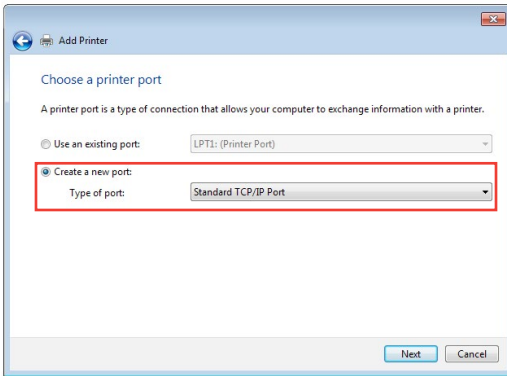 Add Printer
Choose a printer port
A printer port is a type of connection that allows your computer to exchange information with a printer.
Use an existing port: LPT1: (Printer Port)
Create a new port:
Type of port: Standard TCP/IP Port
Next Cancel